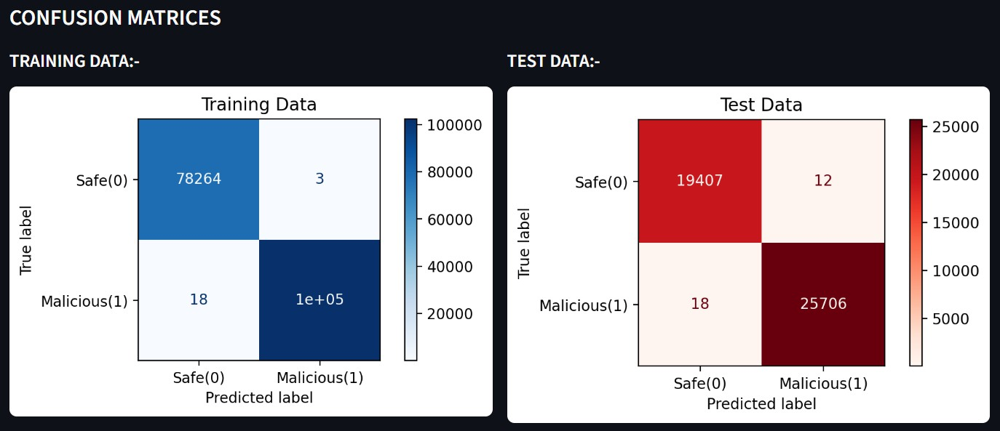 CONFUSION MATRICES
TRAINING DATA:-
Training Data
100000
80000
60000
40000
20000
True label
Safe(0)
78264
3
Malicious(1)
18
1e+05
Safe(0)
Malicious(1)
Predicted label
TEST DATA:-
Test Data
25000
20000
15000
10000
5000
True label
Safe(0)
19407
12
Malicious(1)
18
25706
Safe(0)
Malicious(1)
Predicted label